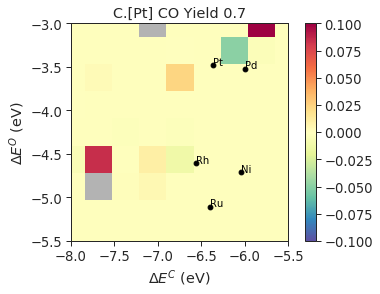 C.[Pt] CO Yield 0.7
−3.0
−3.5
−4.0
−4.5
−5.0
−5.5
ΔE^O (eV)
Pt
Pd
Rh
Ni
Ru
−8.0 −7.5 −7.0 −6.5 −6.0 −5.5
ΔE^C (eV)
0.100
0.075
0.050
0.025
0.000
−0.025
−0.050
−0.075
−0.100